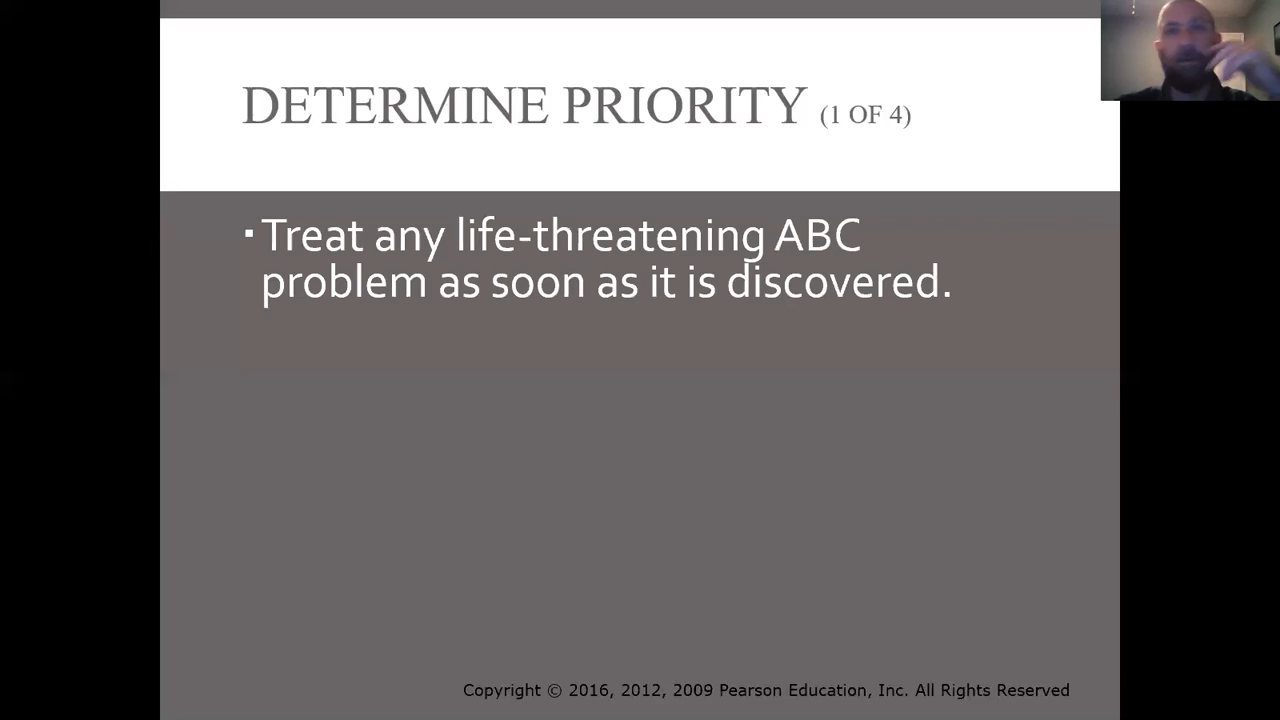 DETERMINE PRIORITY (1 OF 4)
▪ Treat any life-threatening ABC
problem as soon as it is discovered.
Copyright © 2016, 2012, 2009 Pearson Education, Inc. All Rights Reserved